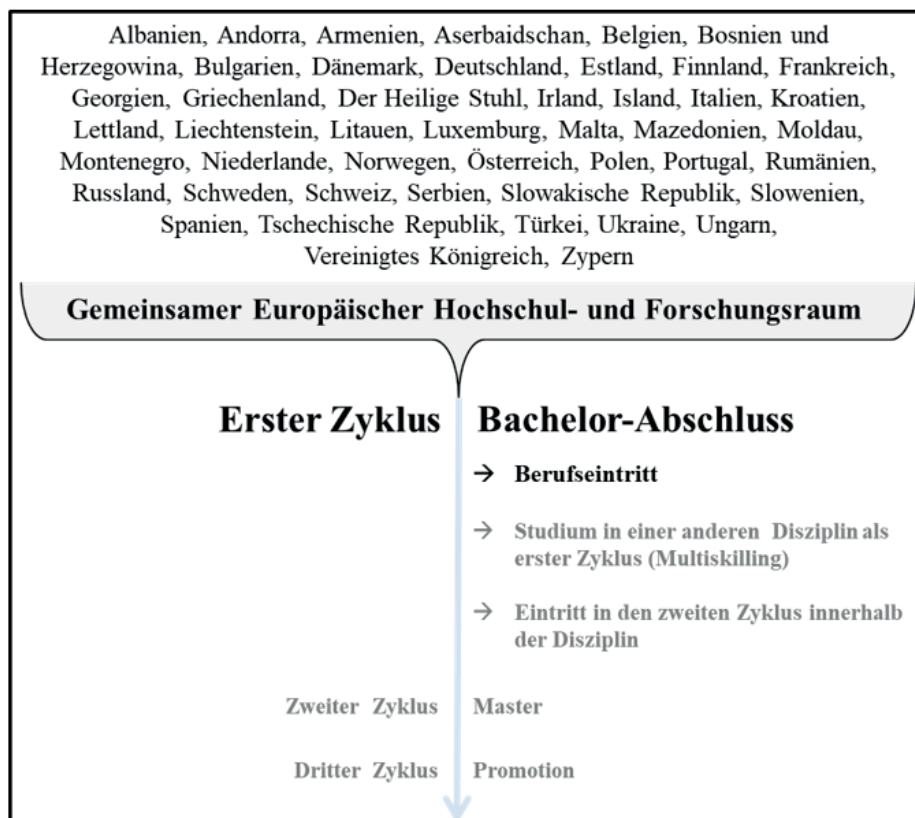 Albanien, Andorra, Armenien, Aserbaidschan, Belgien, Bosnien und
Herzegowina, Bulgarien, Dänemark, Deutschland, Estland, Finnland, Frankreich,
Georgien, Griechenland, Der Heilige Stuhl, Irland, Island, Italien, Kroatien,
Lettland, Liechtenstein, Litauen, Luxemburg, Malta, Mazedonien, Moldau,
Montenegro, Niederlande, Norwegen, Österreich, Polen, Portugal, Rumänien,
Russland, Schweden, Schweiz, Serbien, Slowakische Republik, Slowenien,
Spanien, Tschechische Republik, Türkei, Ukraine, Ungarn,
Vereinigtes Königreich, Zypern
Gemeinsamer Europäischer Hochschul- und Forschungsraum
Erster Zyklus Bachelor-Abschluss
→ Berufseintritt
→ Studium in einer anderen Disziplin als
erster Zyklus (Multiskilling)
→ Eintritt in den zweiten Zyklus innerhalb
der Disziplin
Zweiter Zyklus Master
Dritter Zyklus Promotion